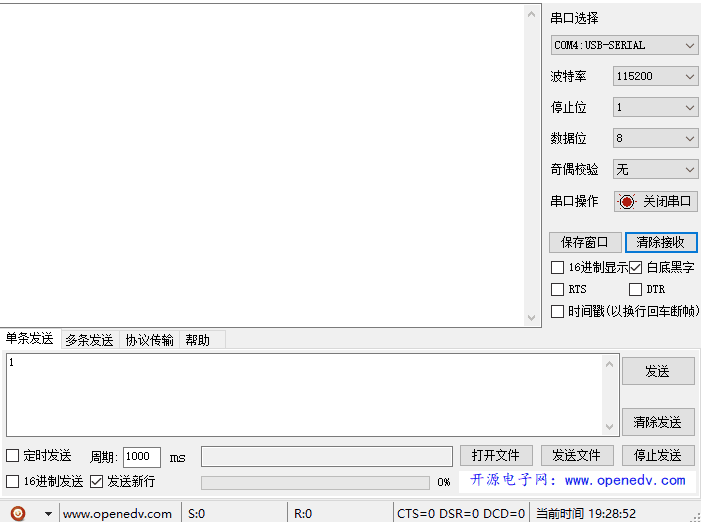 串口选择
COM4:USB-SERIAL
波特率 115200
停止位 1
数据位 8
奇偶校验 无
串口操作 关闭串口
保存窗口 清除接收
16进制显示 白底黑字
RTS DTR
时间戳(以换行回车断帧)
单条发送 多条发送 协议传输 帮助
1
发送
清除发送
定时发送 周期: 1000 ms 打开文件 发送文件 停止发送
16进制发送 发送新行 0% 开源电子网：www.openedv.com
www.openedv.com S:0 R:0 CTS=0 DSR=0 DCD=0 当前时间 19:28:52